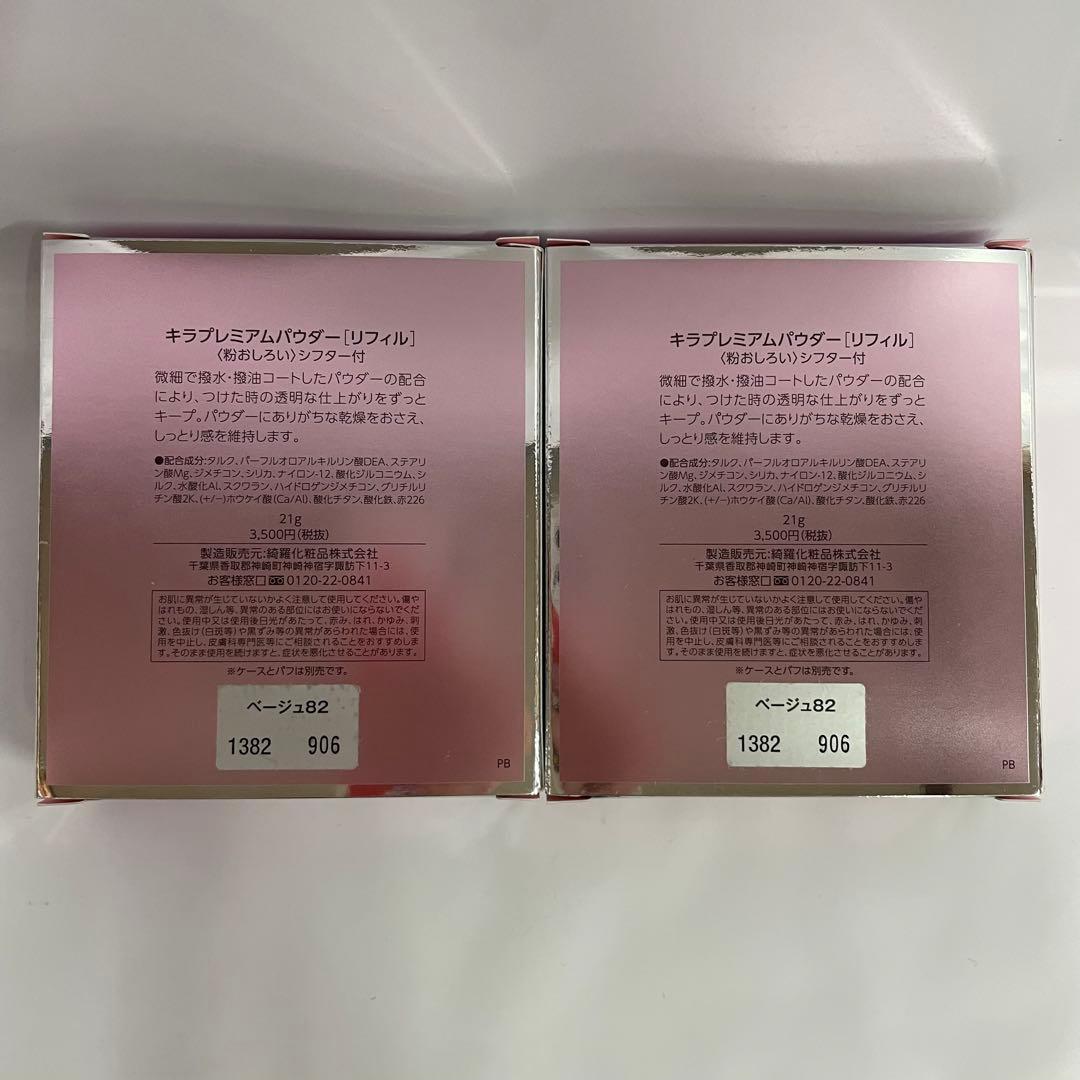 キラプレミアムパウダー[リフィル]
〈粉おしろい〉シフター付
微細で撥水・撥油コートしたパウダーの配合
により、つけた時の透明な仕上がりをずっと
キープ。パウダーにありがちな乾燥をおさえ、
しっとり感を維持します。
●配合成分:タルク、パーフルオロアルキルリン酸DEA、ステアリ
ン酸Mg、ジメチコン、シリカ、ナイロン-12、酸化ジルコニウム、シ
ルク、水酸化Al、スクワラン、ハイドロゲンジメチコン、グリチルリ
チン酸2K、(+/−)ホウケイ酸(Ca/Al)、酸化チタン、酸化鉄、赤226
21g
3,500円(税抜)
製造販売元:綺羅化粧品株式会社
千葉県香取郡神崎町神崎神宿字諏訪下11-3
お客様窓口 0120-22-0841
お肌に異常が生じていないかよく注意して使用してください。傷や
はれもの、湿しん等、異常のある部位にはお使いにならないでくだ
さい。使用中又は使用後日光があたって、赤み、はれ、かゆみ、刺
激、色抜け(白斑等)や黒ずみ等の異常があらわれた場合には、使
用を中止し、皮膚科専門医等にご相談されることをおすすめしま
す。そのまま使用を続けますと、症状を悪化させることがあります。
※ケースとパフは別売です。
ベージュ82
1382 906
PB
キラプレミアムパウダー[リフィル]
〈粉おしろい〉シフター付
微細で撥水・撥油コートしたパウダーの配合
により、つけた時の透明な仕上がりをずっと
キープ。パウダーにありがちな乾燥をおさえ、
しっとり感を維持します。
●配合成分:タルク、パーフルオロアルキルリン酸DEA、ステアリ
ン酸Mg、ジメチコン、シリカ、ナイロン-12、酸化ジルコニウム、シ
ルク、水酸化Al、スクワラン、ハイドロゲンジメチコン、グリチルリ
チン酸2K、(+/−)ホウケイ酸(Ca/Al)、酸化チタン、酸化鉄、赤226
21g
3,500円(税抜)
製造販売元:綺羅化粧品株式会社
千葉県香取郡神崎町神崎神宿字諏訪下11-3
お客様窓口 0120-22-0841
お肌に異常が生じていないかよく注意して使用してください。傷や
はれもの、湿しん等、異常のある部位にはお使いにならないでくだ
さい。使用中又は使用後日光があたって、赤み、はれ、かゆみ、刺
激、色抜け(白斑等)や黒ずみ等の異常があらわれた場合には、使
用を中止し、皮膚科専門医等にご相談されることをおすすめしま
す。そのまま使用を続けますと、症状を悪化させることがあります。
※ケースとパフは別売です。
ベージュ82
1382 906
PB